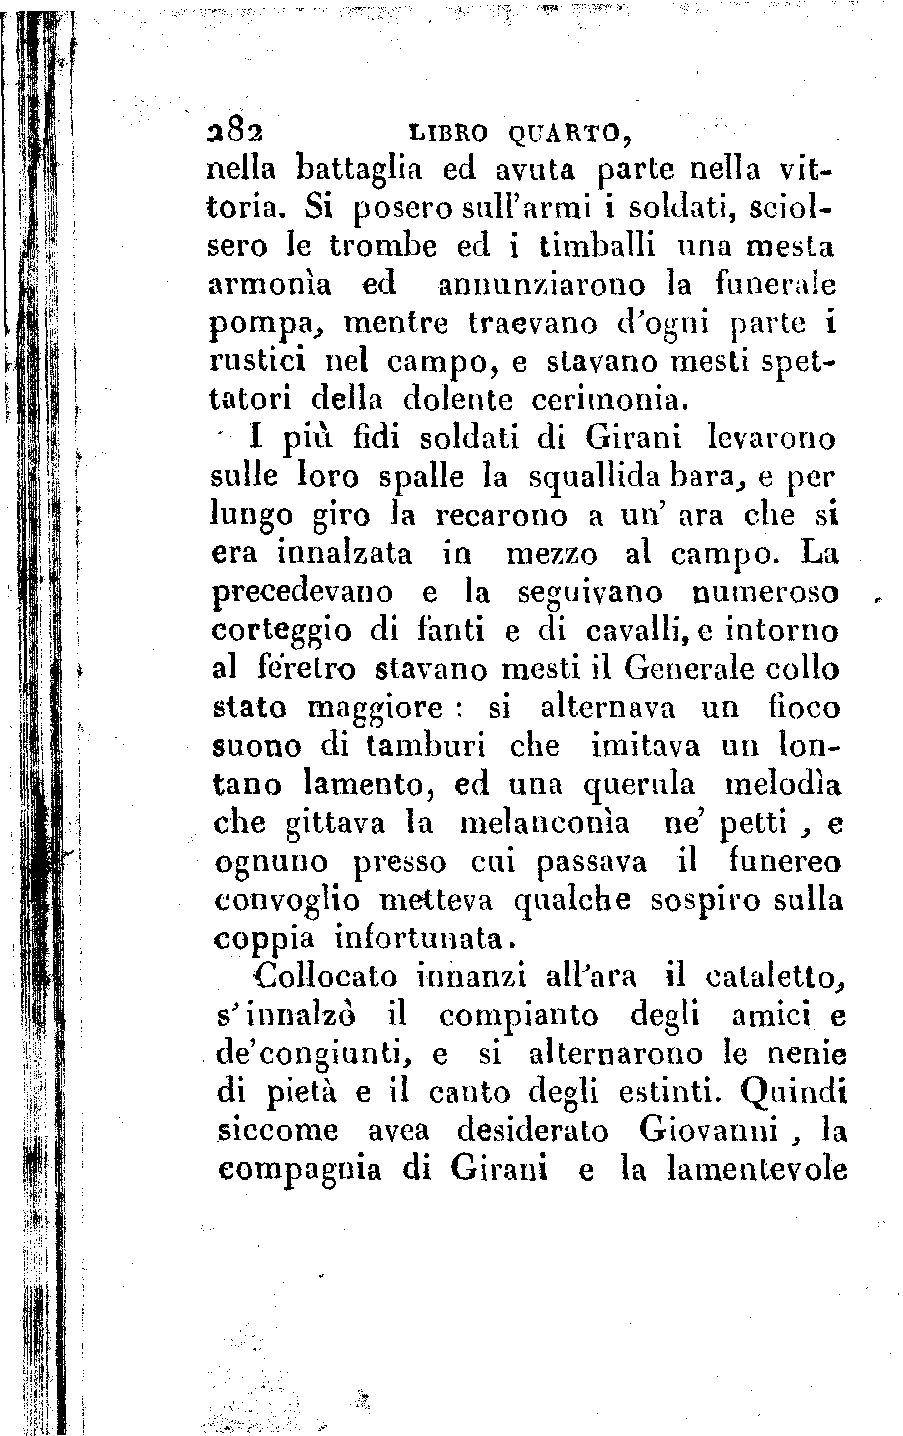 282 LIBRO QUARTO,
nella battaglia ed avuta parte nella vit-
toria. Si posero sull'armi i soldati, sciol-
sero le trombe ed i timballi una mesta
armonìa ed annunziarono la funerale
pompa, mentre traevano d'ogni parte i
rustici nel campo, e stavano mesti spet-
tatori della dolente cerimonia.
I più fidi soldati di Girani levarono
sulle loro spalle la squallida bara, e per
lungo giro la recarono a un' ara che si
era innalzata in mezzo al campo. La
precedevano e la seguivano numeroso
corteggio di fanti e di cavalli, e intorno
al feretro stavano mesti il Generale collo
stato maggiore : si alternava un fioco
suono di tamburi che imitava un lon-
tano lamento, ed una querula melodìa
che gittava la melanconìa ne' petti , e
ognuno presso cui passava il funereo
convoglio metteva qualche sospiro sulla
coppia infortunata.
Collocato innanzi all'ara il cataletto,
s'innalzò il compianto degli amici e
de'congiunti, e si alternarono le nenie
di pietà e il canto degli estinti. Quindi
siccome avea desiderato Giovanni , la
compagnia di Girani e la lamentevole